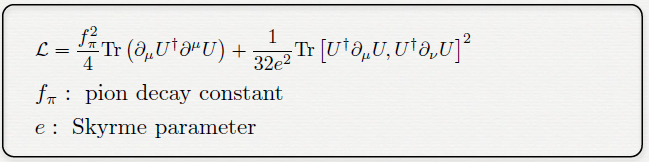 $\mathcal{L} = \frac{f_\pi^2}{4} \mathrm{Tr} \left( \partial_\mu U^\dagger \partial^\mu U \right) + \frac{1}{32e^2} \mathrm{Tr} \left[ U^\dagger \partial_\mu U, U^\dagger \partial_\nu U \right]^2$
$f_\pi$ : pion decay constant
$e$ : Skyrme parameter